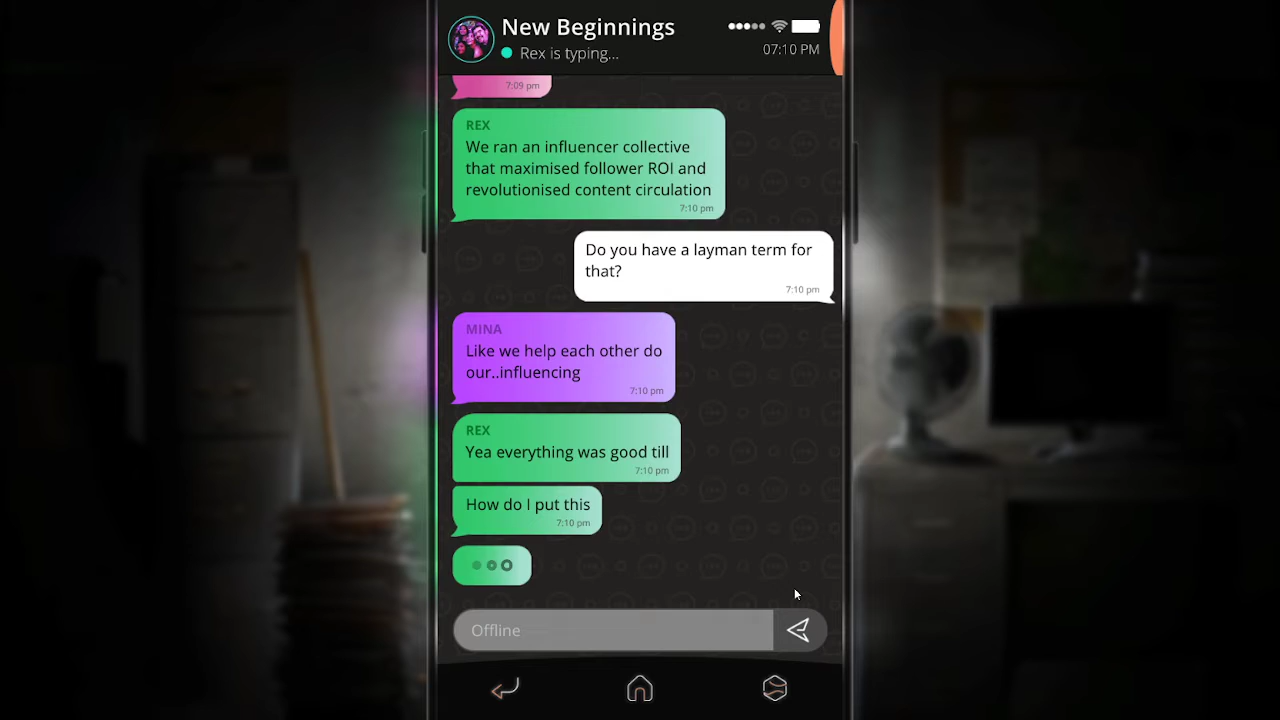 New Beginnings
Rex is typing...
07:10 PM
7:09 pm
REX
We ran an influencer collective
that maximised follower ROI and
revolutionised content circulation
7:10 pm
Do you have a layman term for
that?
7:10 pm
MINA
Like we help each other do
our..influencing
7:10 pm
REX
Yea everything was good till
7:10 pm
How do I put this
7:10 pm
Offline